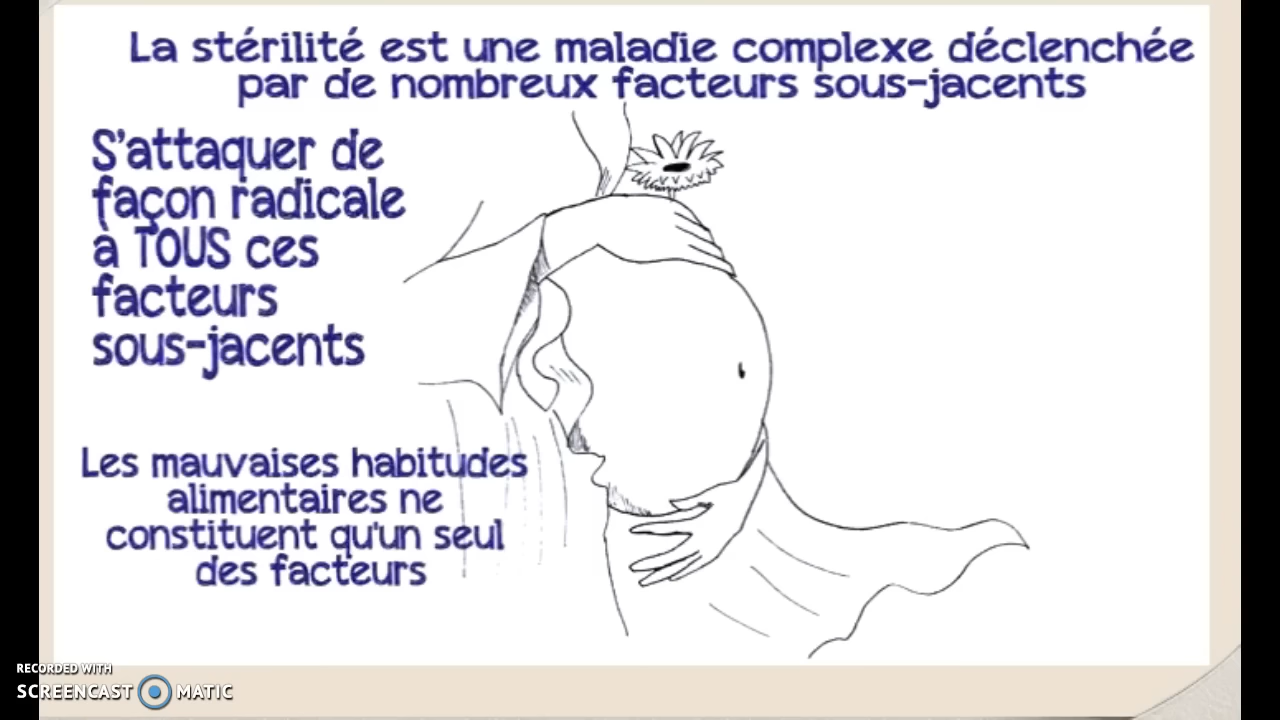 La stérilité est une maladie complexe déclenchée
par de nombreux facteurs sous-jacents
S'attaquer de
façon radicale
à TOUS ces
facteurs
sous-jacents
Les mauvaises habitudes
alimentaires ne
constituent qu'un seul
des facteurs
RECORDED WITH
SCREENCAST MATIC